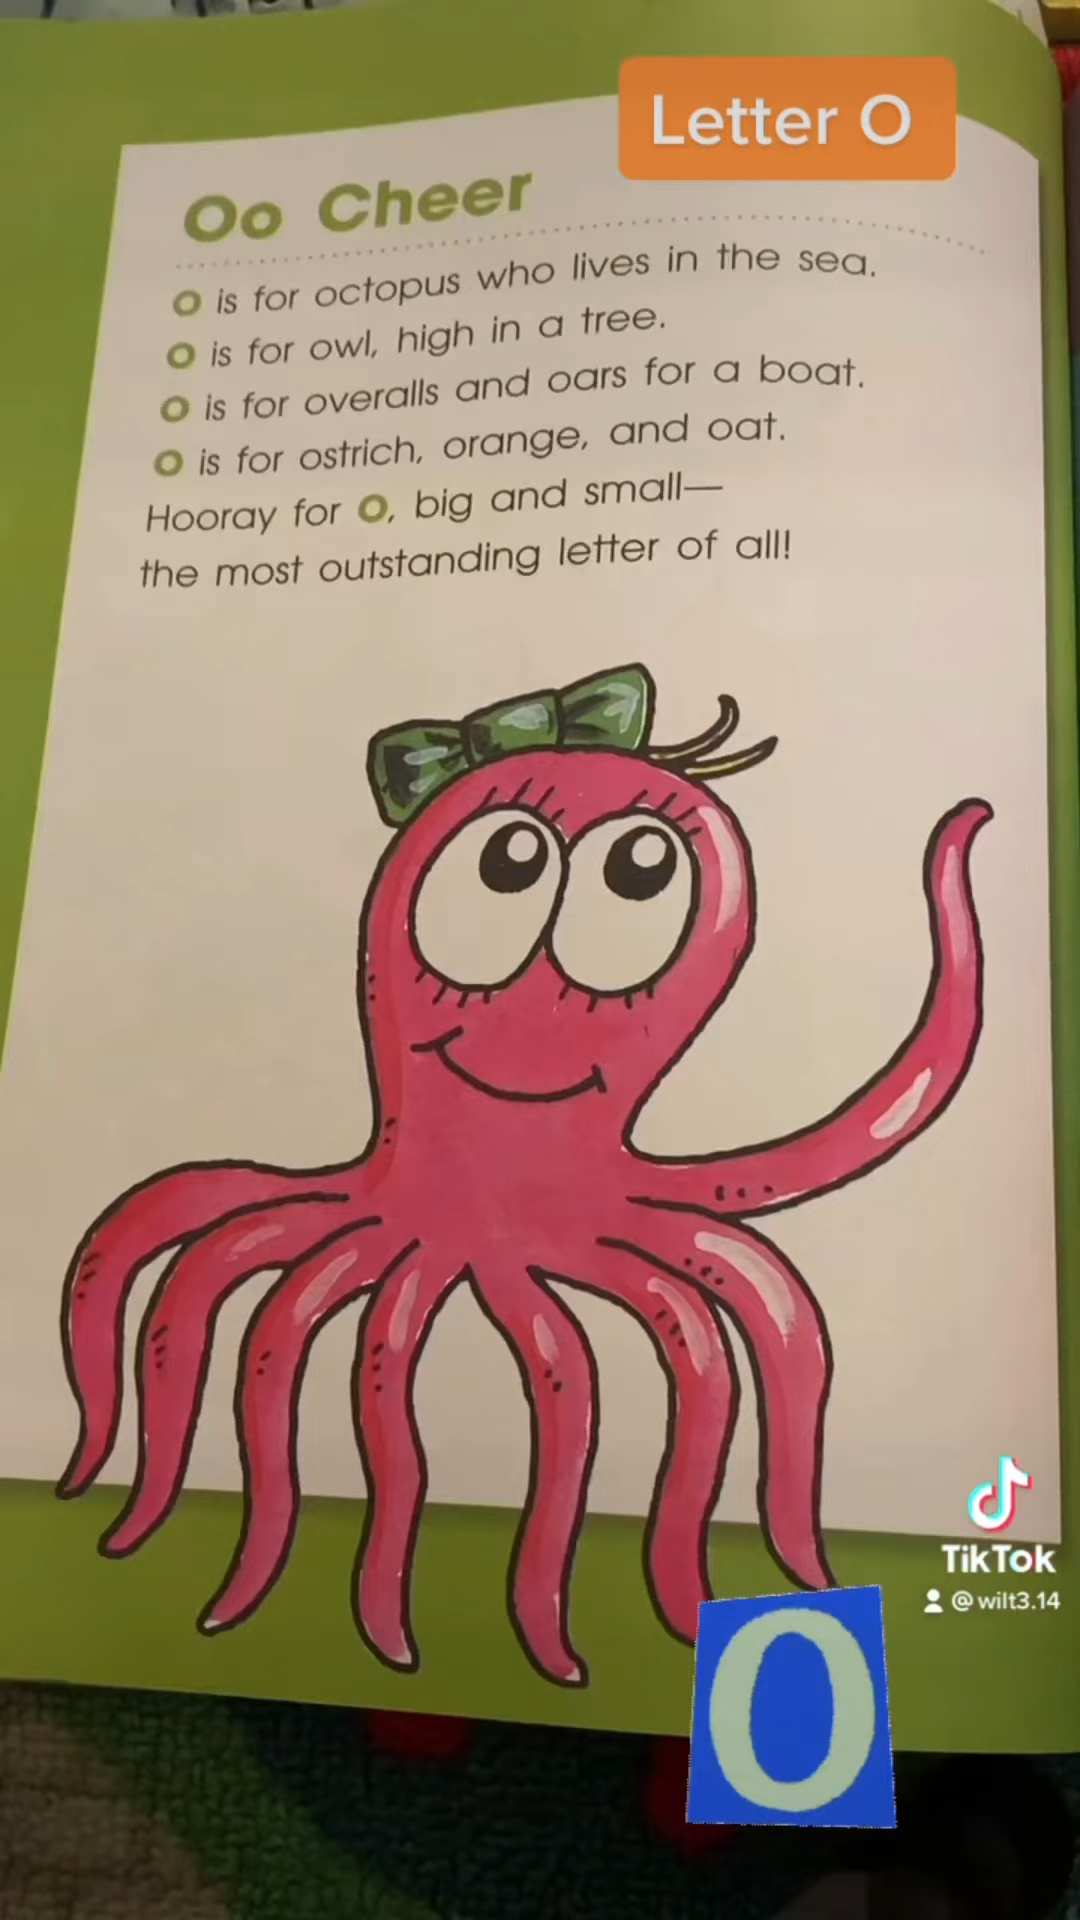 Letter O
Oo Cheer
O is for octopus who lives in the sea.
O is for owl, high in a tree.
O is for overalls and oars for a boat.
O is for ostrich, orange, and oat.
Hooray for O, big and small—
the most outstanding letter of all!
TikTok
@wilt3.14
O